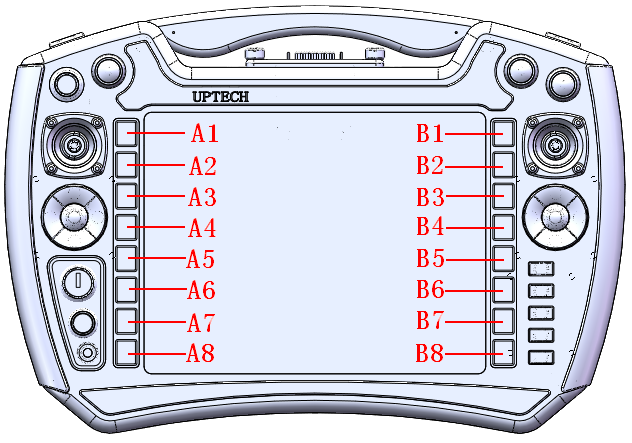 UPTECH
A1 B1
A2 B2
A3 B3
A4 B4
A5 B5
A6 B6
A7 B7
A8 B8